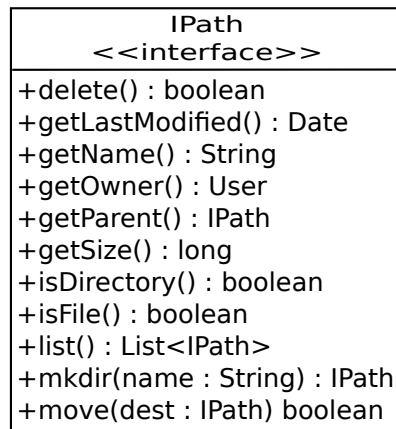 IPath
<<interface>>
+delete() : boolean
+getLastModified() : Date
+getName() : String
+getOwner() : User
+getParent() : IPath
+getSize() : long
+isDirectory() : boolean
+isFile() : boolean
+list() : List<IPath>
+mkdir(name : String) : IPath
+move(dest : IPath) boolean